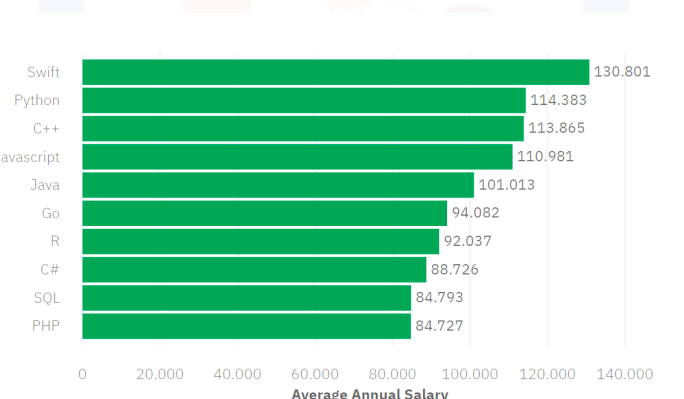 Swift 130.801
Python 114.383
C++ 113.865
avascript 110.981
Java 101.013
Go 94.082
R 92.037
C# 88.726
SQL 84.793
PHP 84.727
0 20.000 40.000 60.000 80.000 100.000 120.000 140.000
Average Annual Salary